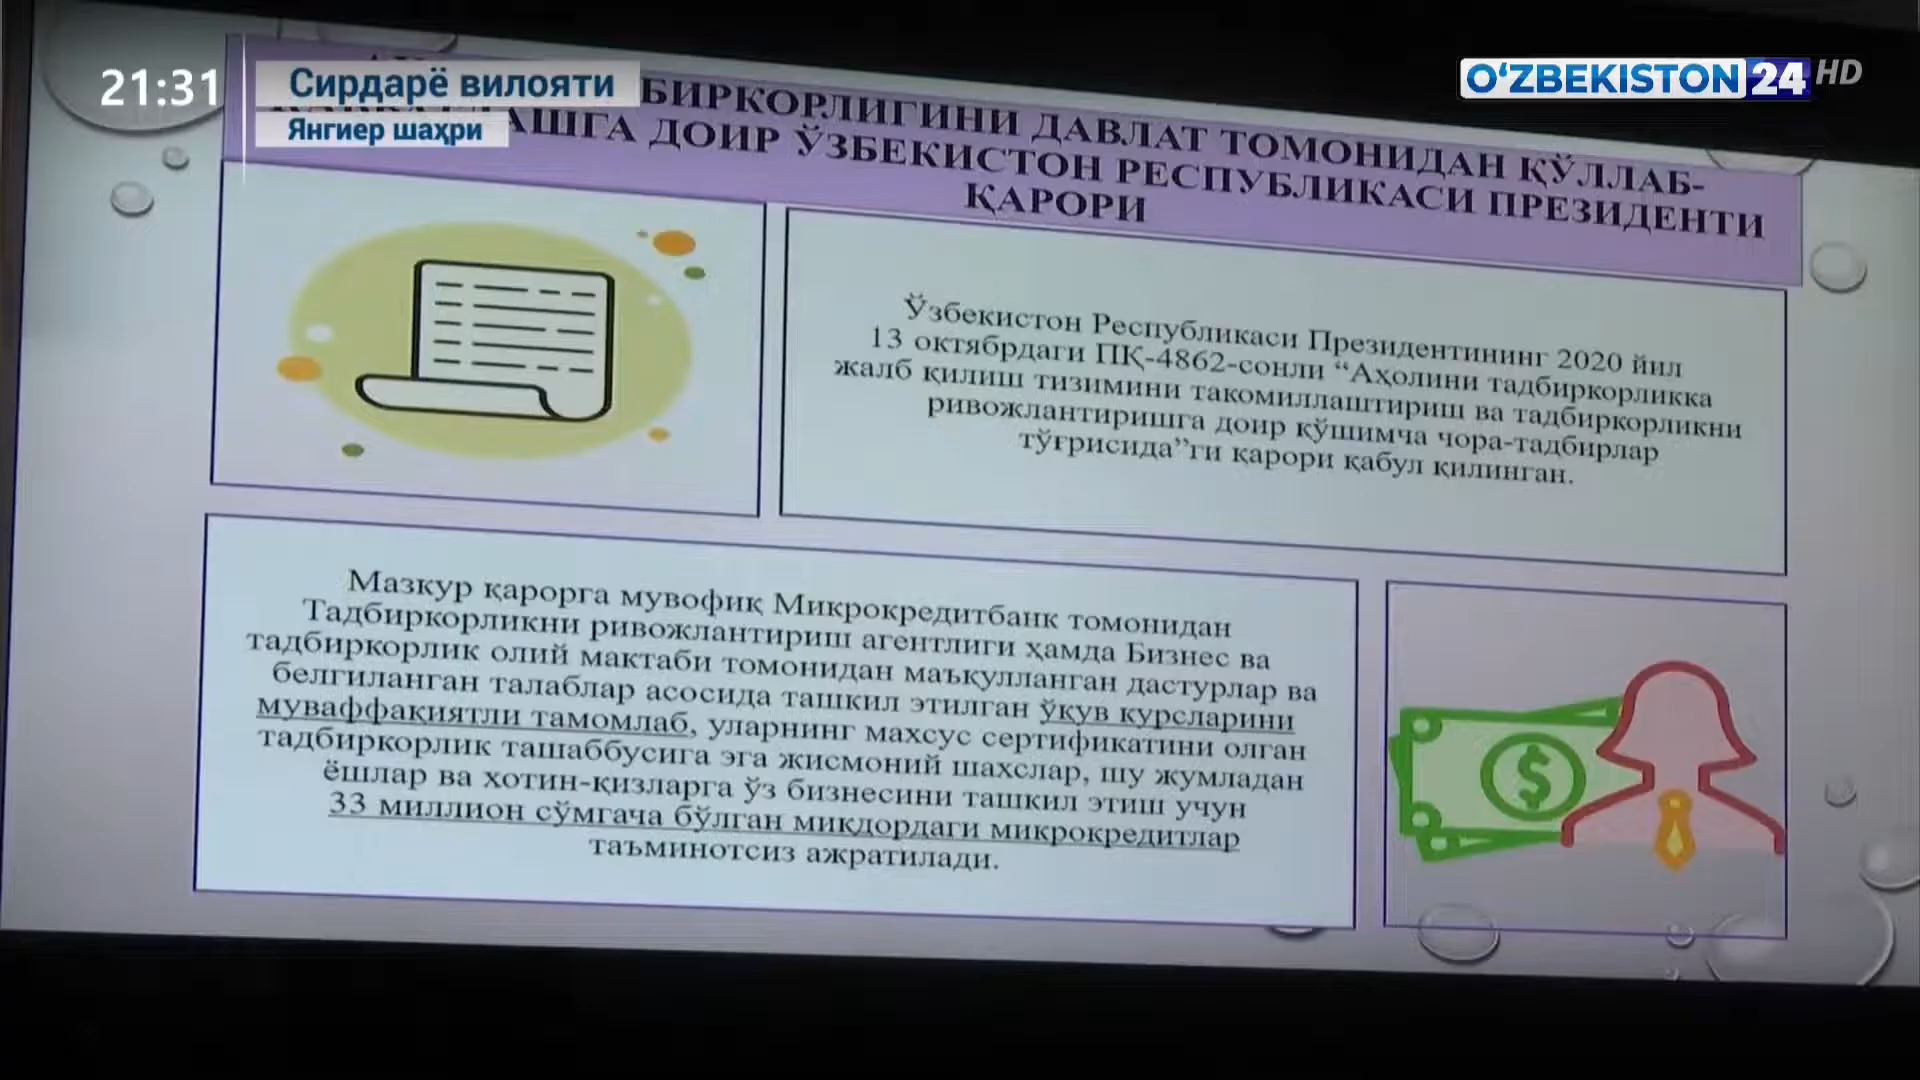 21:31
Сирдарё вилояти
Янгиер шаҳри
O‘ZBEKISTON 24 HD
БИРКОРЛИГИНИ ДАВЛАТ ТОМОНИДАН ҚЎЛЛАБ-
АШГА ДОИР ЎЗБЕКИСТОН РЕСПУБЛИКАСИ ПРЕЗИДЕНТИ
ҚАРОРИ
Ўзбекистон Республикаси Президентининг 2020 йил
13 октябрдаги ПҚ-4862-сонли “Аҳолини тадбиркорликка
жалб қилиш тизимини такомиллаштириш ва тадбиркорликни
ривожлантиришга доир қўшимча чора-тадбирлар
тўғрисида”ги қарори қабул қилинган.
Мазкур қарорга мувофиқ Микрокредитбанк томонидан
Тадбиркорликни ривожлантириш агентлиги ҳамда Бизнес ва
тадбиркорлик олий мактаби томонидан маъқулланган дастурлар ва
белгиланган талаблар асосида ташкил этилган ўқув курсларини
муваффақиятли тамомлаб, уларнинг махсус сертификатини олган
тадбиркорлик ташаббусига эга жисмоний шахслар, шу жумладан
ёшлар ва хотин-қизларга ўз бизнесини ташкил этиш учун
33 миллион сўмгача бўлган миқдордаги микрокредитлар
таъминотсиз ажратилади.
$